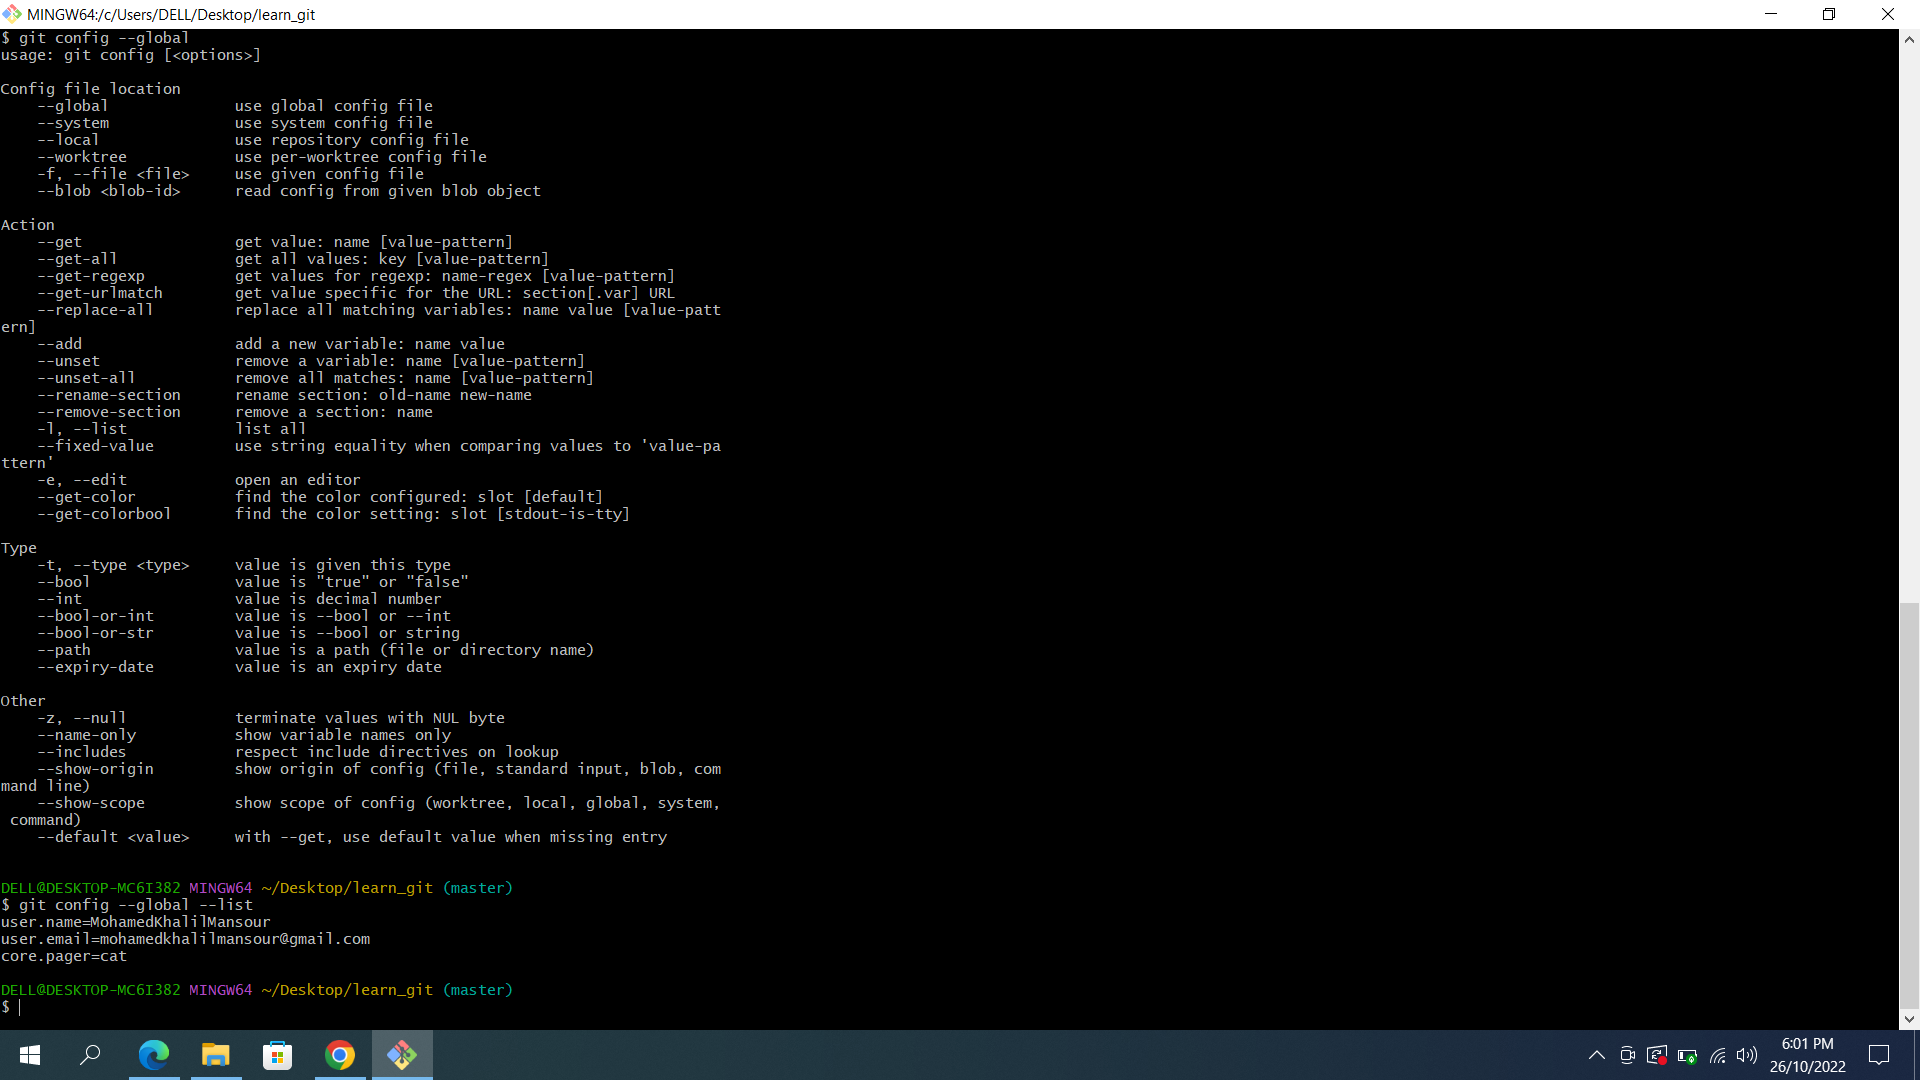 MINGW64:/c/Users/DELL/Desktop/learn_git
$ git config --global
usage: git config [<options>]
Config file location
    --global              use global config file
    --system              use system config file
    --local               use repository config file
    --worktree            use per-worktree config file
    -f, --file <file>     use given config file
    --blob <blob-id>      read config from given blob object
Action
    --get                 get value: name [value-pattern]
    --get-all             get all values: key [value-pattern]
    --get-regexp          get values for regexp: name-regex [value-pattern]
    --get-urlmatch        get value specific for the URL: section[.var] URL
    --replace-all         replace all matching variables: name value [value-patt
ern]
    --add                 add a new variable: name value
    --unset               remove a variable: name [value-pattern]
    --unset-all           remove all matches: name [value-pattern]
    --rename-section      rename section: old-name new-name
    --remove-section      remove a section: name
    -l, --list            list all
    --fixed-value         use string equality when comparing values to 'value-pa
ttern'
    -e, --edit            open an editor
    --get-color           find the color configured: slot [default]
    --get-colorbool       find the color setting: slot [stdout-is-tty]
Type
    -t, --type <type>     value is given this type
    --bool                value is "true" or "false"
    --int                 value is decimal number
    --bool-or-int         value is --bool or --int
    --bool-or-str         value is --bool or string
    --path                value is a path (file or directory name)
    --expiry-date         value is an expiry date
Other
    -z, --null            terminate values with NUL byte
    --name-only           show variable names only
    --includes            respect include directives on lookup
    --show-origin         show origin of config (file, standard input, blob, com
mand line)
    --show-scope          show scope of config (worktree, local, global, system,
 command)
    --default <value>     with --get, use default value when missing entry
DELL@DESKTOP-MC6I382 MINGW64 ~/Desktop/learn_git (master)
$ git config --global --list
user.name=MohamedKhalilMansour
user.email=mohamedkhalilmansour@gmail.com
core.pager=cat
DELL@DESKTOP-MC6I382 MINGW64 ~/Desktop/learn_git (master)
$
6:01 PM
26/10/2022